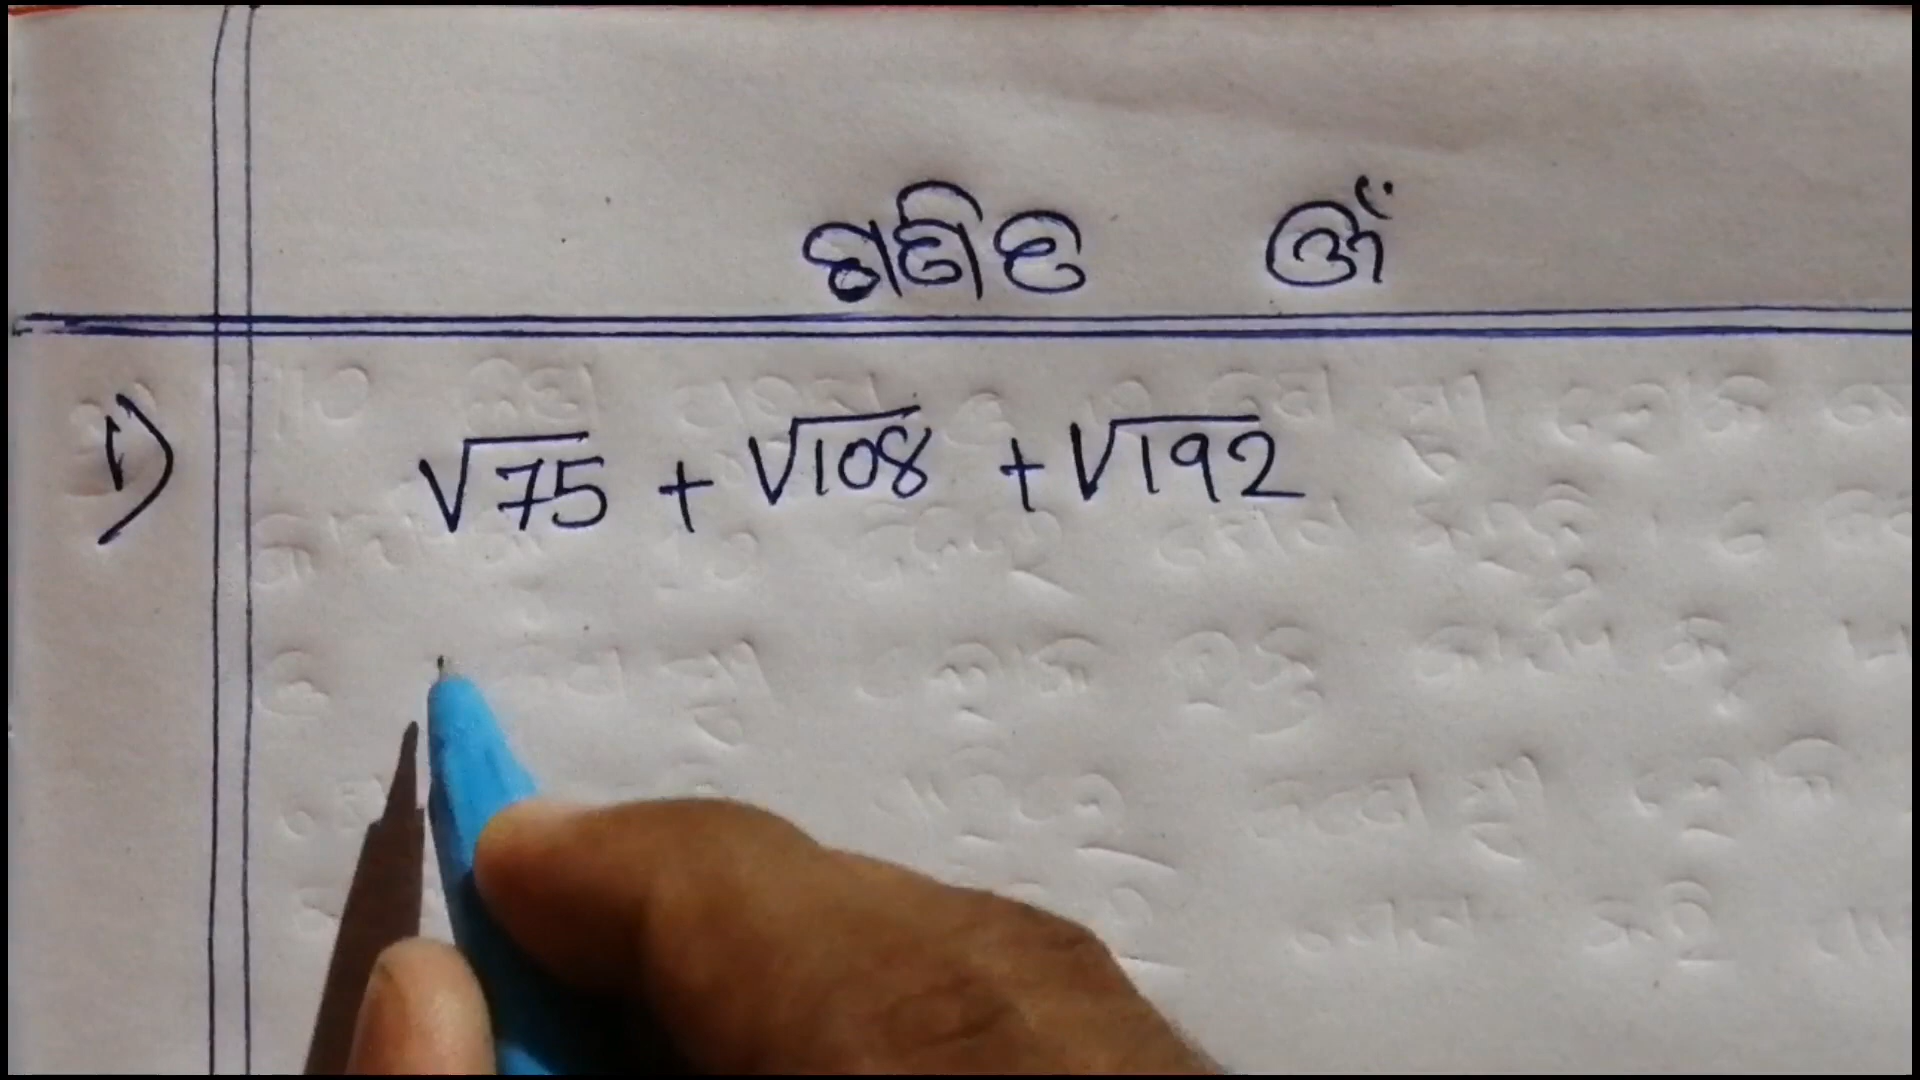 ଗଣିତ ଓଁ
1) √75 + √108 + √192